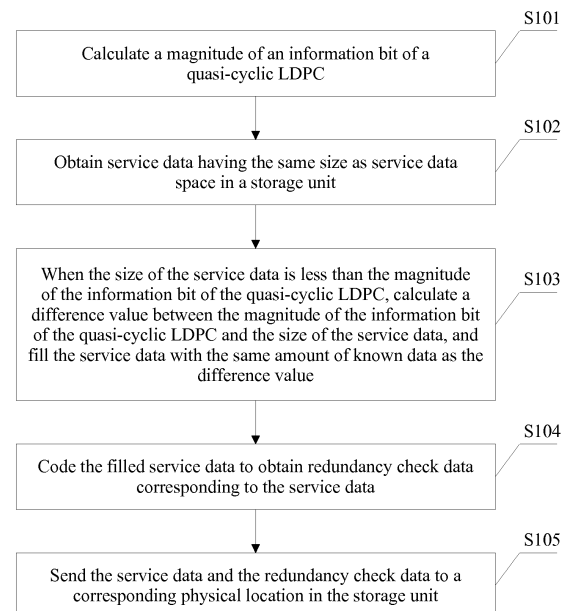 S101
Calculate a magnitude of an information bit of a
quasi-cyclic LDPC
S102
Obtain service data having the same size as service data
space in a storage unit
S103
When the size of the service data is less than the magnitude
of the information bit of the quasi-cyclic LDPC, calculate a
difference value between the magnitude of the information bit
of the quasi-cyclic LDPC and the size of the service data, and
fill the service data with the same amount of known data as the
difference value
S104
Code the filled service data to obtain redundancy check data
corresponding to the service data
S105
Send the service data and the redundancy check data to a
corresponding physical location in the storage unit